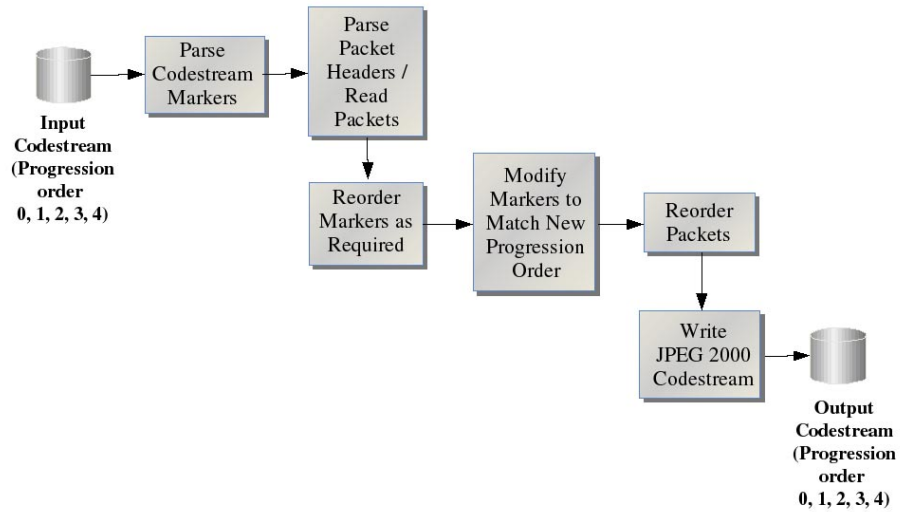 Parse
Codestream
Markers
Parse
Packet
Headers /
Read
Packets
Input
Codestream
(Progression
order
0, 1, 2, 3, 4)
Reorder
Markers as
Required
Modify
Markers to
Match New
Progression
Order
Reorder
Packets
Write
JPEG 2000
Codestream
Output
Codestream
(Progression
order
0, 1, 2, 3, 4)